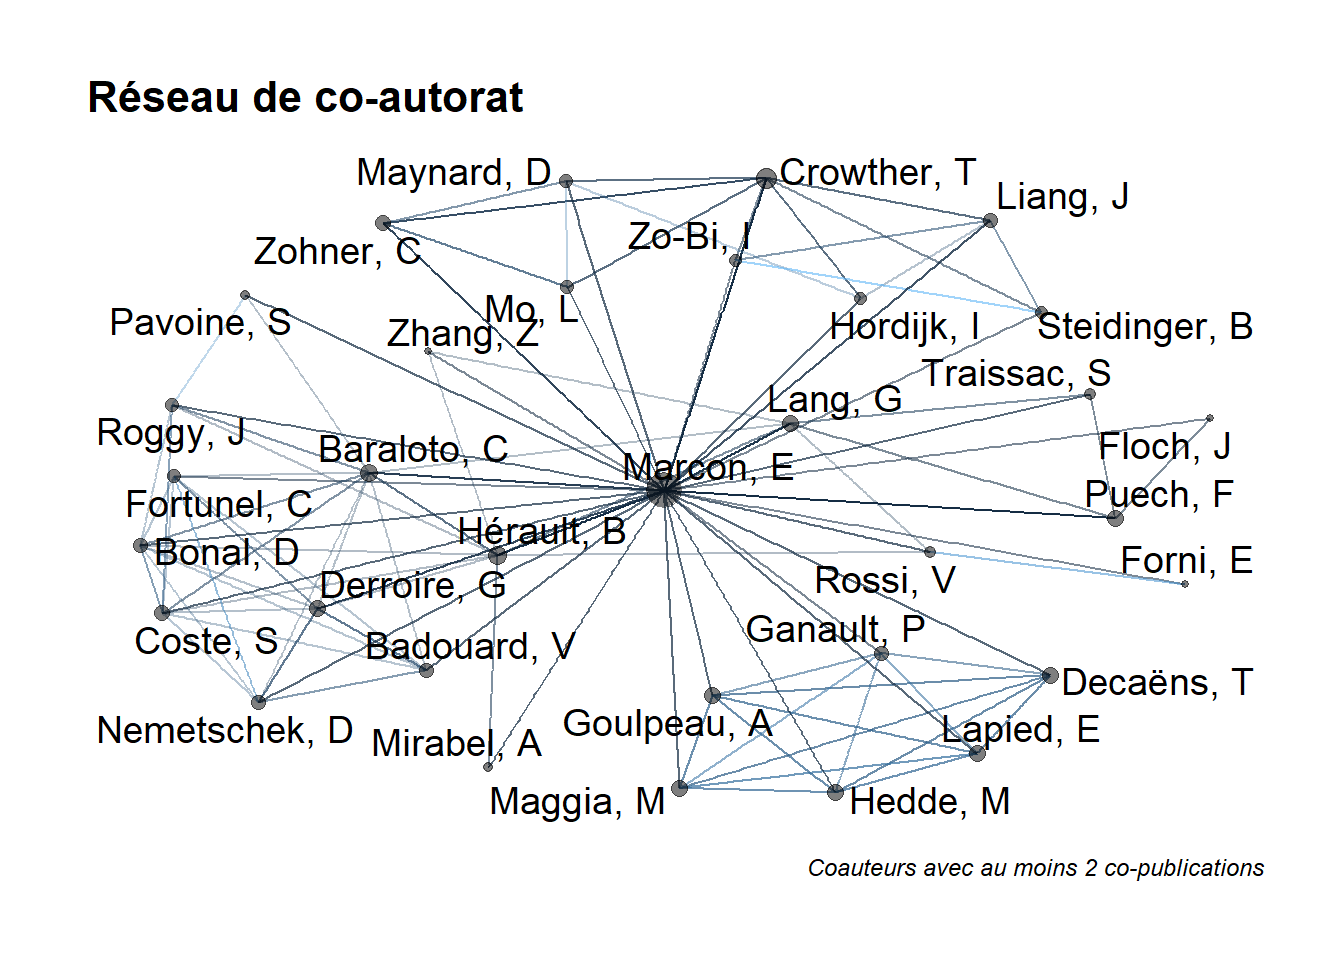 Réseau de co-autorat
Maynard, D
Crowther, T
Liang, J
Zo-Bi, I
Zohner, C
Mo, L
Pavoine, S
Zhang, Z
Hordijk, I
Steidinger, B
Traissac, S
Lang, G
Roggy, J
Baraloto, C
Floch, J
Marcon, E
Puech, F
Fortunel, C
Hérault, B
Bonal, D
Forni, E
Derroire, G
Rossi, V
Ganault, P
Coste, S
Badouard, V
Decaëns, T
Goulpeau, A
Lapied, E
Nemetschek, D
Mirabel, A
Maggia, M
Hedde, M
Coauteurs avec au moins 2 co-publications